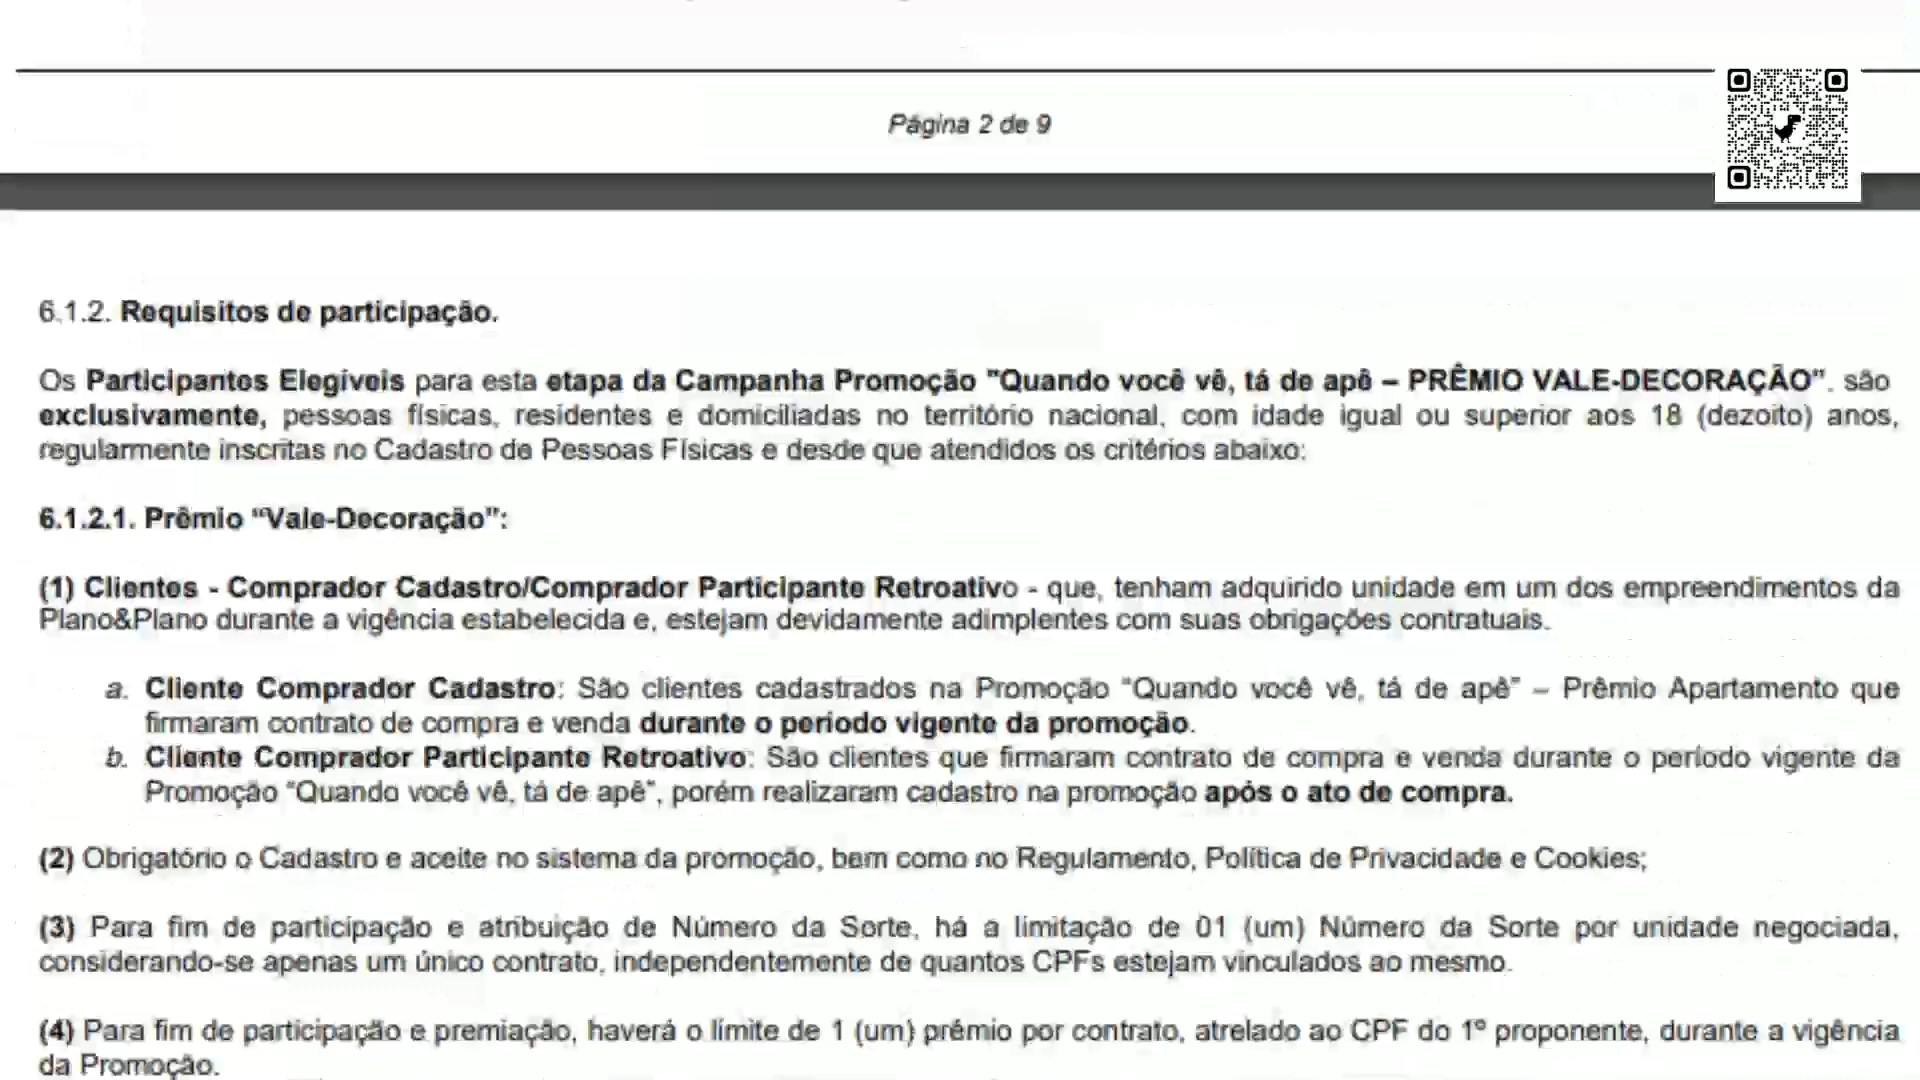 Página 2 de 9
6.1.2. Requisitos de participação.
Os Participantes Elegíveis para esta etapa da Campanha Promoção "Quando você vê, tá de apê – PRÊMIO VALE-DECORAÇÃO". são
exclusivamente, pessoas físicas, residentes e domiciliadas no território nacional, com idade igual ou superior aos 18 (dezoito) anos,
regularmente inscritas no Cadastro de Pessoas Físicas e desde que atendidos os critérios abaixo:
6.1.2.1. Prêmio “Vale-Decoração”:
(1) Clientes - Comprador Cadastro/Comprador Participante Retroativo - que, tenham adquirido unidade em um dos empreendimentos da
Plano&Plano durante a vigência estabelecida e, estejam devidamente adimplentes com suas obrigações contratuais.
a. Cliente Comprador Cadastro: São clientes cadastrados na Promoção “Quando você vê, tá de apê” – Prêmio Apartamento que
firmaram contrato de compra e venda durante o período vigente da promoção.
b. Cliente Comprador Participante Retroativo: São clientes que firmaram contrato de compra e venda durante o período vigente da
Promoção “Quando você vê, tá de apê”, porém realizaram cadastro na promoção após o ato de compra.
(2) Obrigatório o Cadastro e aceite no sistema da promoção, bem como no Regulamento, Política de Privacidade e Cookies;
(3) Para fim de participação e atribuição de Número da Sorte, há a limitação de 01 (um) Número da Sorte por unidade negociada,
considerando-se apenas um único contrato, independentemente de quantos CPFs estejam vinculados ao mesmo.
(4) Para fim de participação e premiação, haverá o limite de 1 (um) prêmio por contrato, atrelado ao CPF do 1º proponente, durante a vigência
da Promoção.